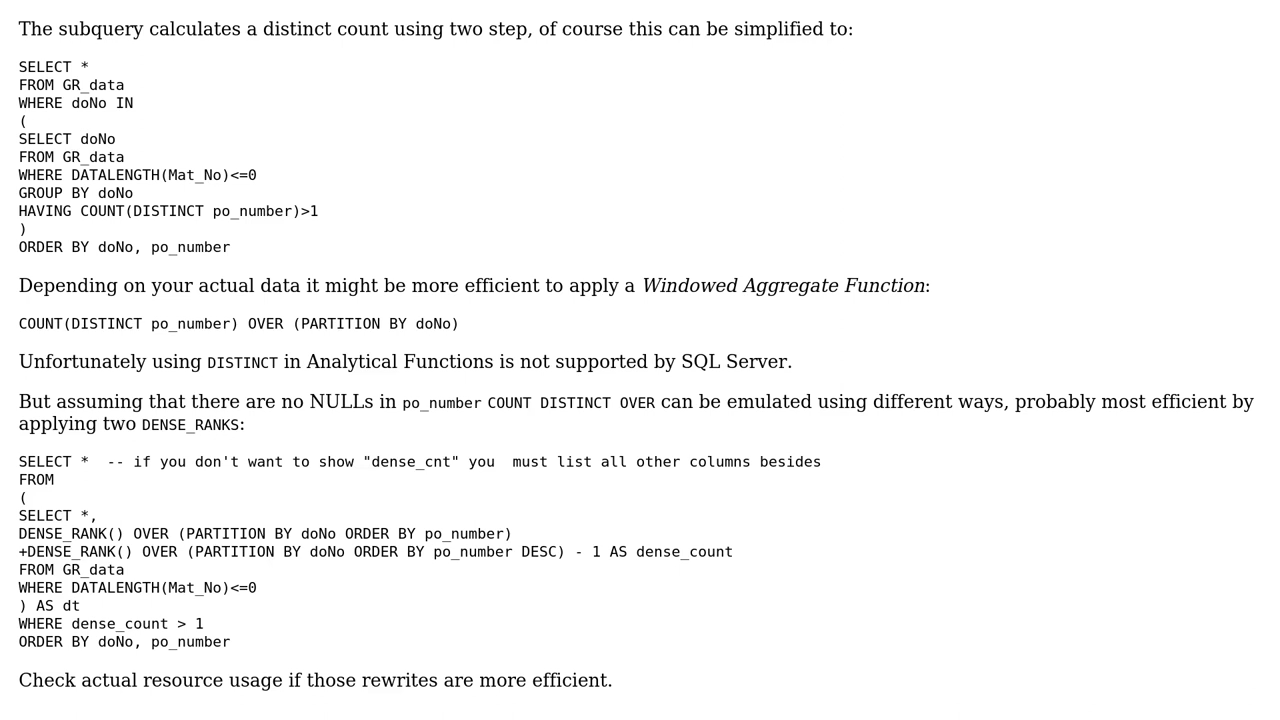 The subquery calculates a distinct count using two step, of course this can be simplified to:
SELECT *
FROM GR_data
WHERE doNo IN
(
SELECT doNo
FROM GR_data
WHERE DATALENGTH(Mat_No)<=0
GROUP BY doNo
HAVING COUNT(DISTINCT po_number)>1
)
ORDER BY doNo, po_number
Depending on your actual data it might be more efficient to apply a Windowed Aggregate Function:
COUNT(DISTINCT po_number) OVER (PARTITION BY doNo)
Unfortunately using DISTINCT in Analytical Functions is not supported by SQL Server.
But assuming that there are no NULLs in po_number COUNT DISTINCT OVER can be emulated using different ways, probably most efficient by
applying two DENSE_RANKS:
SELECT *  -- if you don't want to show "dense_cnt" you  must list all other columns besides
FROM
(
SELECT *,
DENSE_RANK() OVER (PARTITION BY doNo ORDER BY po_number)
+DENSE_RANK() OVER (PARTITION BY doNo ORDER BY po_number DESC) - 1 AS dense_count
FROM GR_data
WHERE DATALENGTH(Mat_No)<=0
) AS dt
WHERE dense_count > 1
ORDER BY doNo, po_number
Check actual resource usage if those rewrites are more efficient.